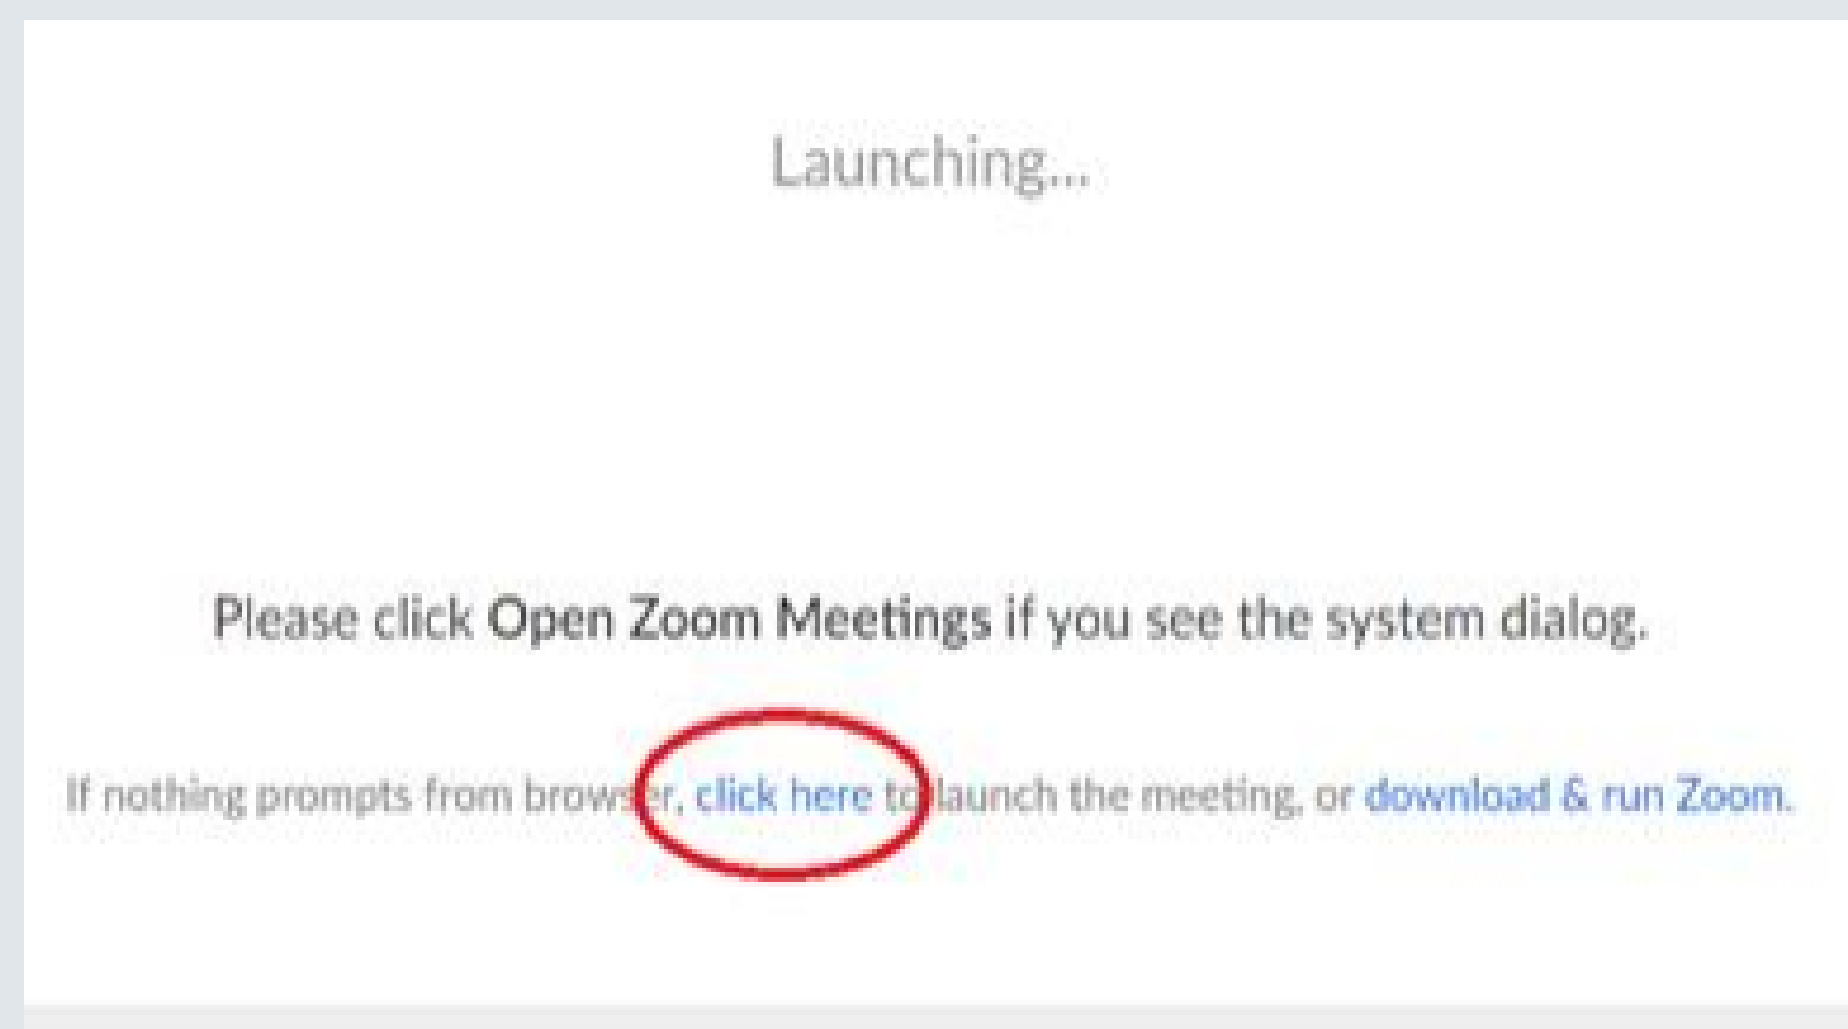 Launching...
Please click Open Zoom Meetings if you see the system dialog.
If nothing prompts from browser, click here to launch the meeting, or download & run Zoom.